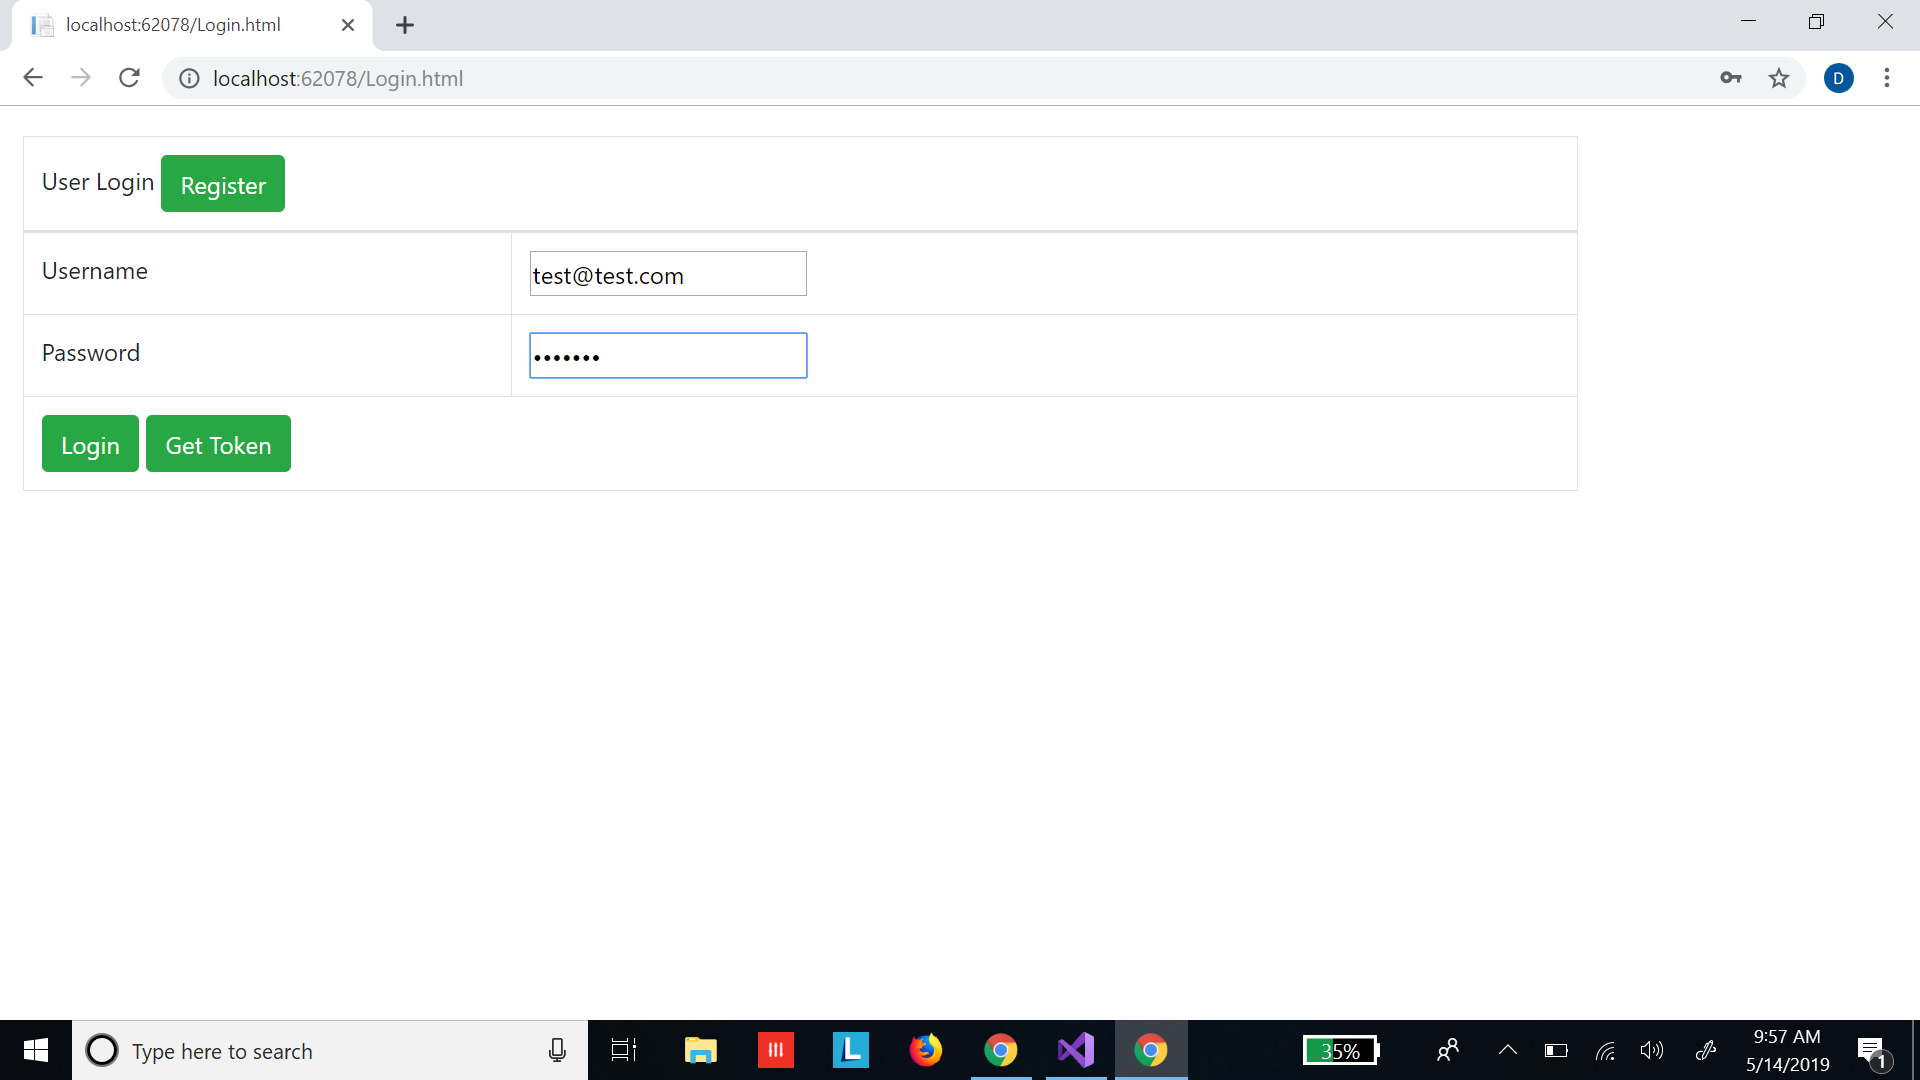 localhost:62078/Login.html
localhost:62078/Login.html
D
User Login Register
Username test@test.com
Password •••••••
Login Get Token
Type here to search
L
35%
9:57 AM
5/14/2019
1